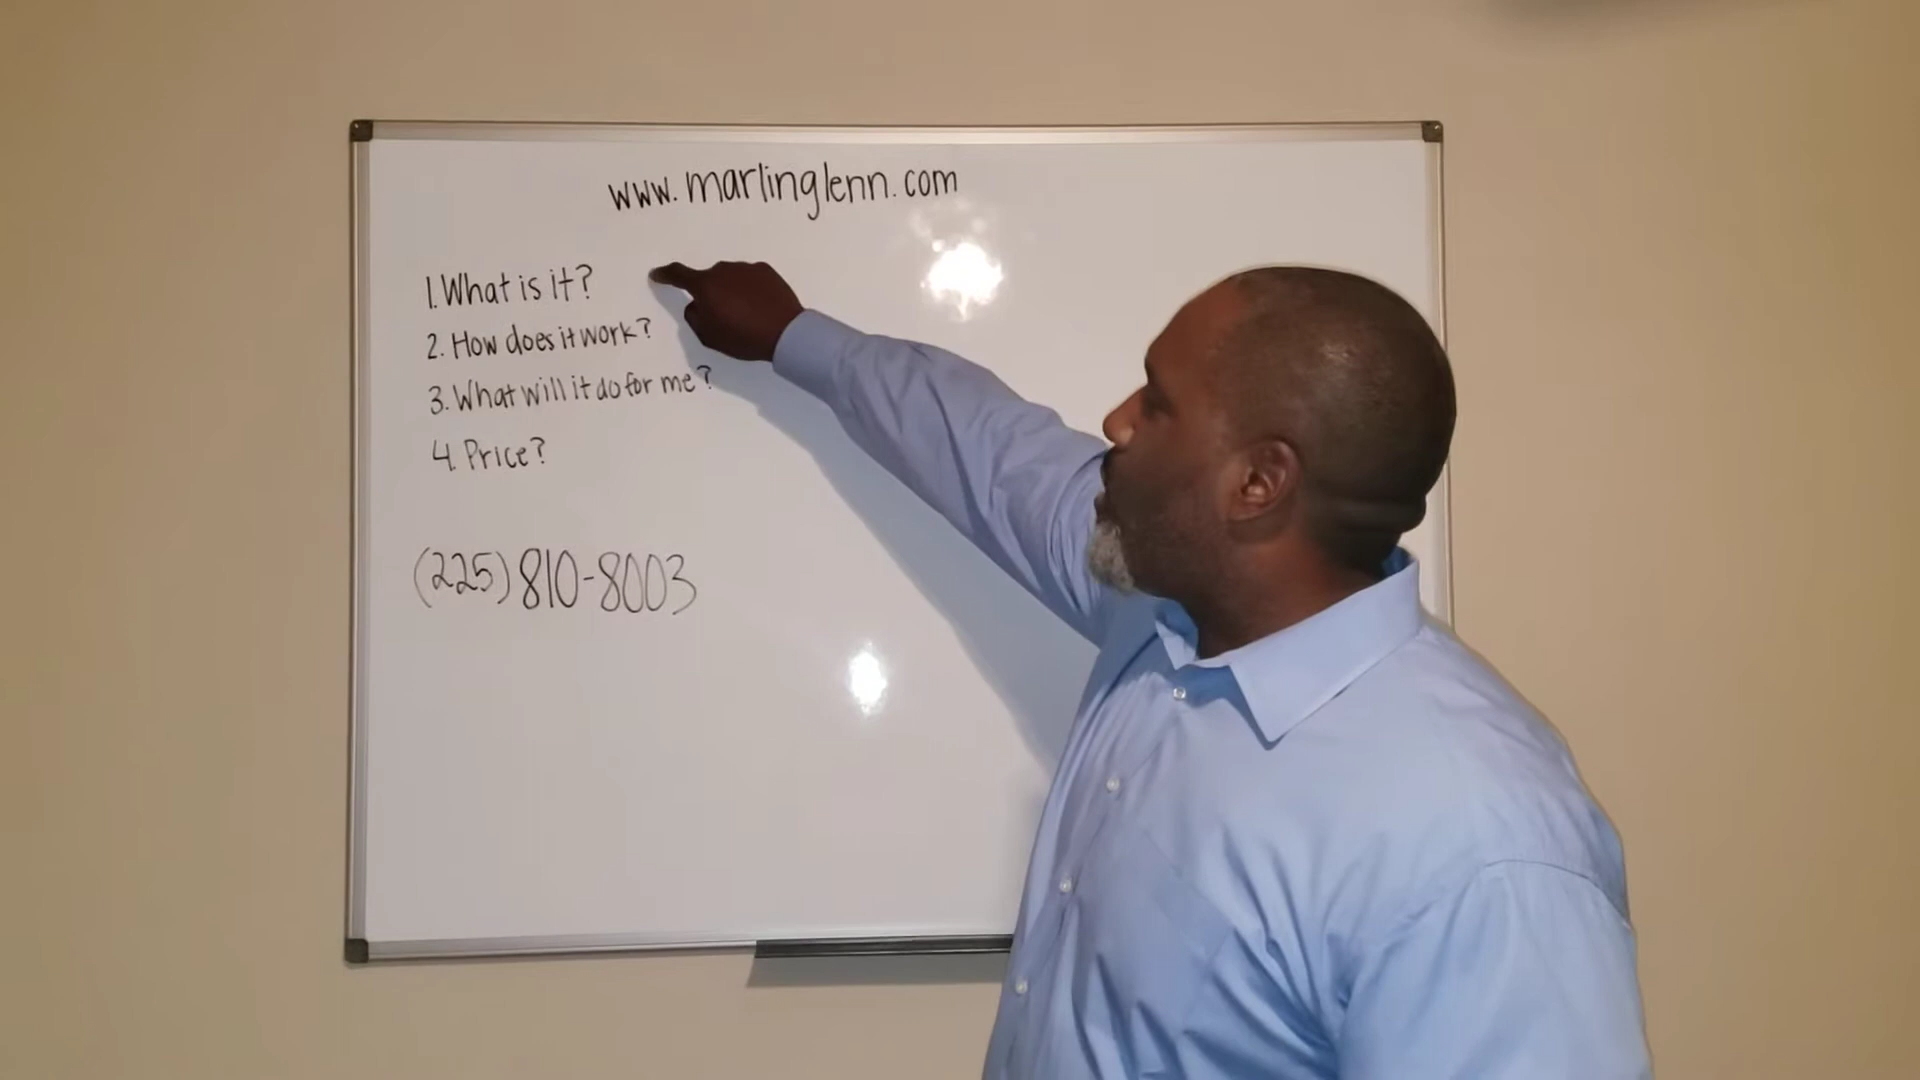 www.marlinglenn.com
1. What is it?
2. How does it work?
3. What will it do for me?
4. Price?
(225) 810-8003